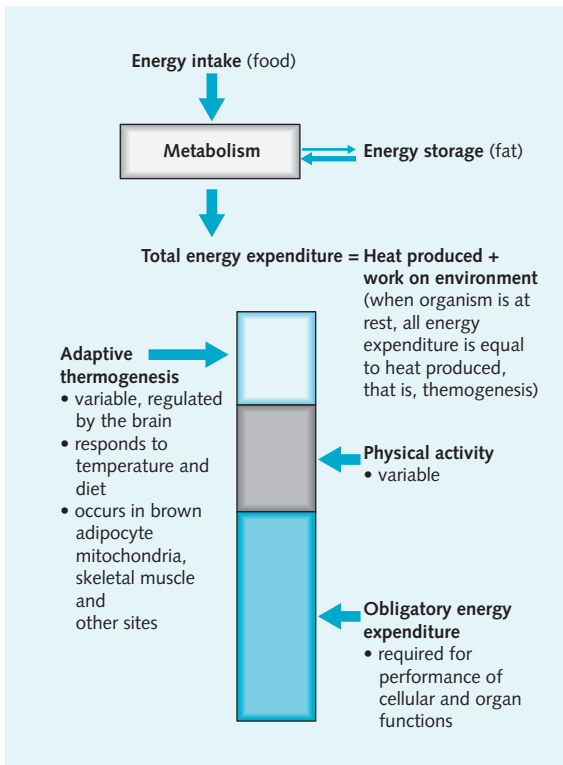 Energy intake (food)
Metabolism
Energy storage (fat)
Total energy expenditure = Heat produced +
work on environment
(when organism is at
rest, all energy
expenditure is equal
to heat produced,
that is, themogenesis)
Adaptive
thermogenesis
• variable, regulated
by the brain
• responds to
temperature and
diet
• occurs in brown
adipocyte
mitochondria,
skeletal muscle
and
other sites
Physical activity
• variable
Obligatory energy
expenditure
• required for
performance of
cellular and organ
functions